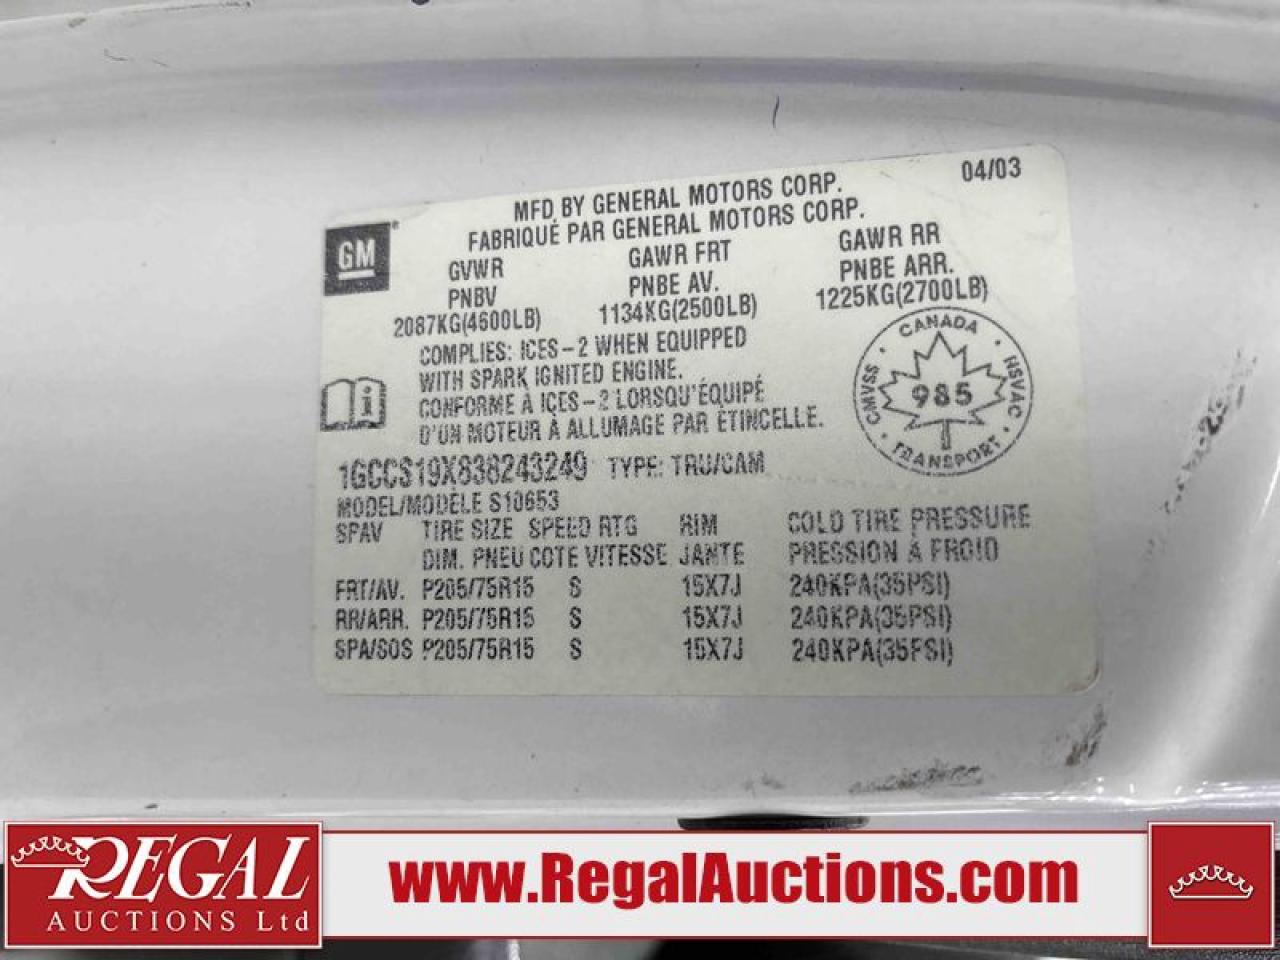 04/03
MFD BY GENERAL MOTORS CORP.
FABRIQUÉ PAR GENERAL MOTORS CORP.
GM
GVWR GAWR FRT GAWR RR
PNBV PNBE AV. PNBE ARR.
2087KG(4600LB) 1134KG(2500LB) 1225KG(2700LB)
COMPLIES: ICES-2 WHEN EQUIPPED
WITH SPARK IGNITED ENGINE.
CONFORME À ICES-2 LORSQU'ÉQUIPÉ
D'UN MOTEUR À ALLUMAGE PAR ÉTINCELLE.
CANADA
CMVSS 985 NSVAC
TRANSPORT
1GCCS19X838243249 TYPE: TRU/CAM
MODEL/MODÈLE S10653
SPAV TIRE SIZE SPEED RTG RIM COLD TIRE PRESSURE
DIM. PNEU COTE VITESSE JANTE PRESSION À FROID
FRT/AV. P205/75R15 S 15X7J 240KPA(35PSI)
RR/ARR. P205/75R15 S 15X7J 240KPA(35PSI)
SPA/SOS P205/75R15 S 15X7J 240KPA(35PSI)
REGAL
AUCTIONS Ltd
www.RegalAuctions.com